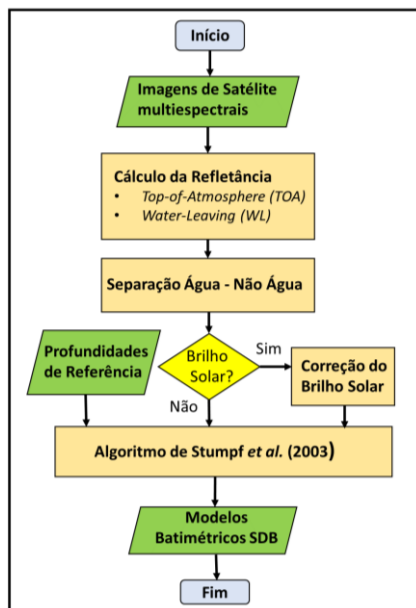 Início
Imagens de Satélite
multiespectrais
Cálculo da Refletância
• Top-of-Atmosphere (TOA)
• Water-Leaving (WL)
Separação Água - Não Água
Profundidades
de Referência
Brilho
Solar?
Sim
Correção do
Brilho Solar
Não
Algoritmo de Stumpf et al. (2003)
Modelos
Batimétricos SDB
Fim